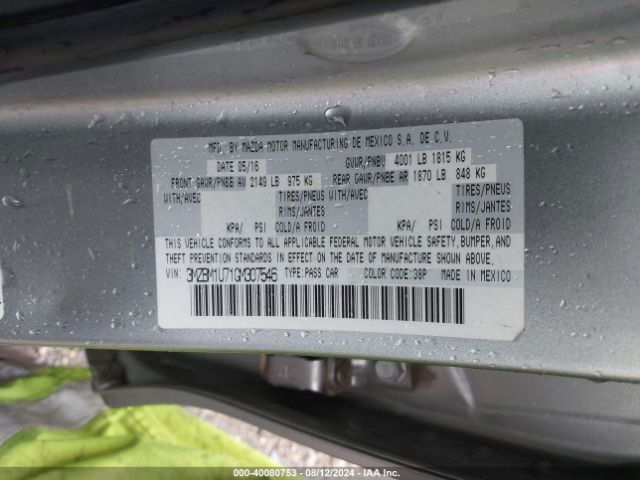 MFD. BY MAZDA MOTOR MANUFACTURING DE MEXICO S.A. DE C.V.
DATE 05/16 GVWR/PNBV 4001 LB 1815 KG
FRONT GAWR/PNBE AV 2149 LB 975 KG REAR GAWR/PNBE AR 1870 LB 848 KG
WITH/AVEC TIRES/PNEUS WITH/AVEC TIRES/PNEUS
RIMS/JANTES RIMS/JANTES
KPA/ PSI COLD/A FROID KPA/ PSI COLD/A FROID
THIS VEHICLE CONFORMS TO ALL APPLICABLE FEDERAL MOTOR VEHICLE SAFETY, BUMPER, AND
THEFT PREVENTION STANDARDS IN EFFECT ON THE DATE OF MANUFACTURE SHOWN ABOVE.
VIN: 3MZBM1U71GM307546 TYPE:PASS CAR COLOR CODE:38P MADE IN MEXICO
000-40080753 - 08/12/2024 - IAA Inc.